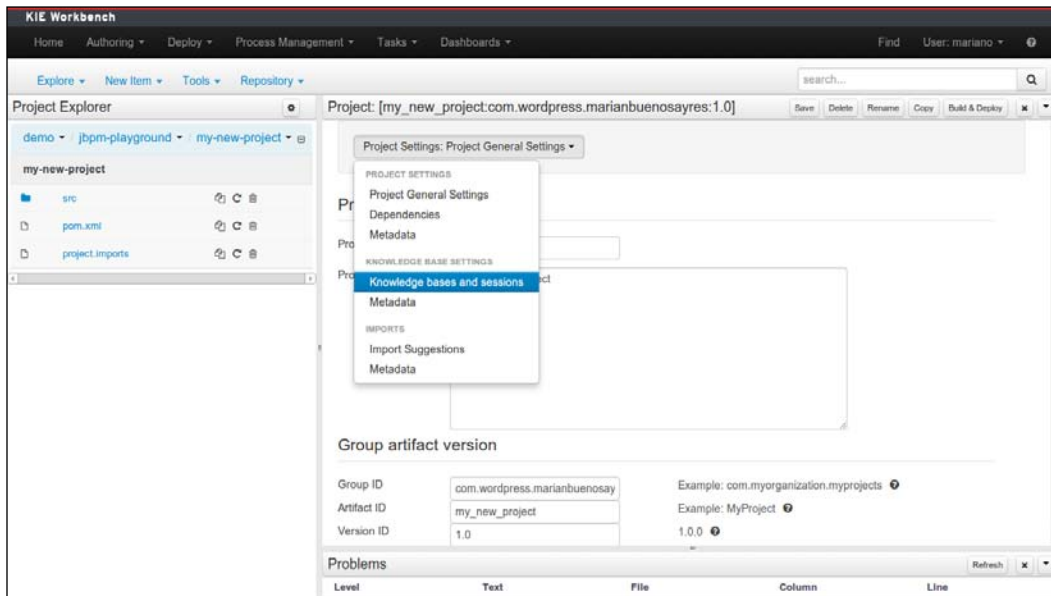 KIE Workbench
Home Authoring Deploy Process Management Tasks Dashboards Find User: mariano
Explore New Item Tools Repository search...
Project Explorer
demo / jbpm-playground / my-new-project
my-new-project
src
pom.xml
project.imports
Project: [my_new_project:com.wordpress.marianbuenosayres:1.0] Save Delete Rename Copy Build & Deploy
Project Settings: Project General Settings
PROJECT SETTINGS
Project General Settings
Dependencies
Metadata
KNOWLEDGE BASE SETTINGS
Knowledge bases and sessions
Metadata
IMPORTS
Import Suggestions
Metadata
Pr
Pro
Pro
ect
Group artifact version
Group ID com.wordpress.marianbuenosay Example: com.myorganization.myprojects
Artifact ID my_new_project Example: MyProject
Version ID 1.0 1.0.0
Problems Refresh
Level Text File Column Line